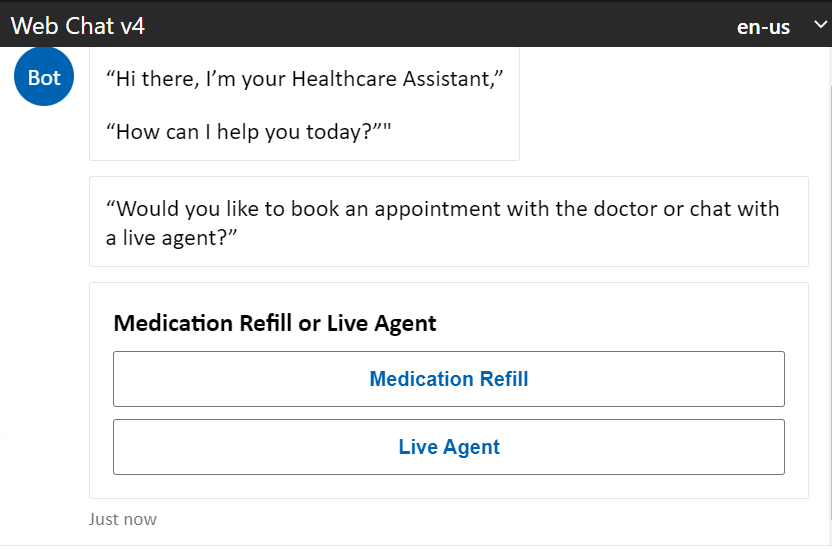 Web Chat v4
en-us
Bot
“Hi there, I’m your Healthcare Assistant,”
“How can I help you today?”"
“Would you like to book an appointment with the doctor or chat with
a live agent?”
Medication Refill or Live Agent
Medication Refill
Live Agent
Just now